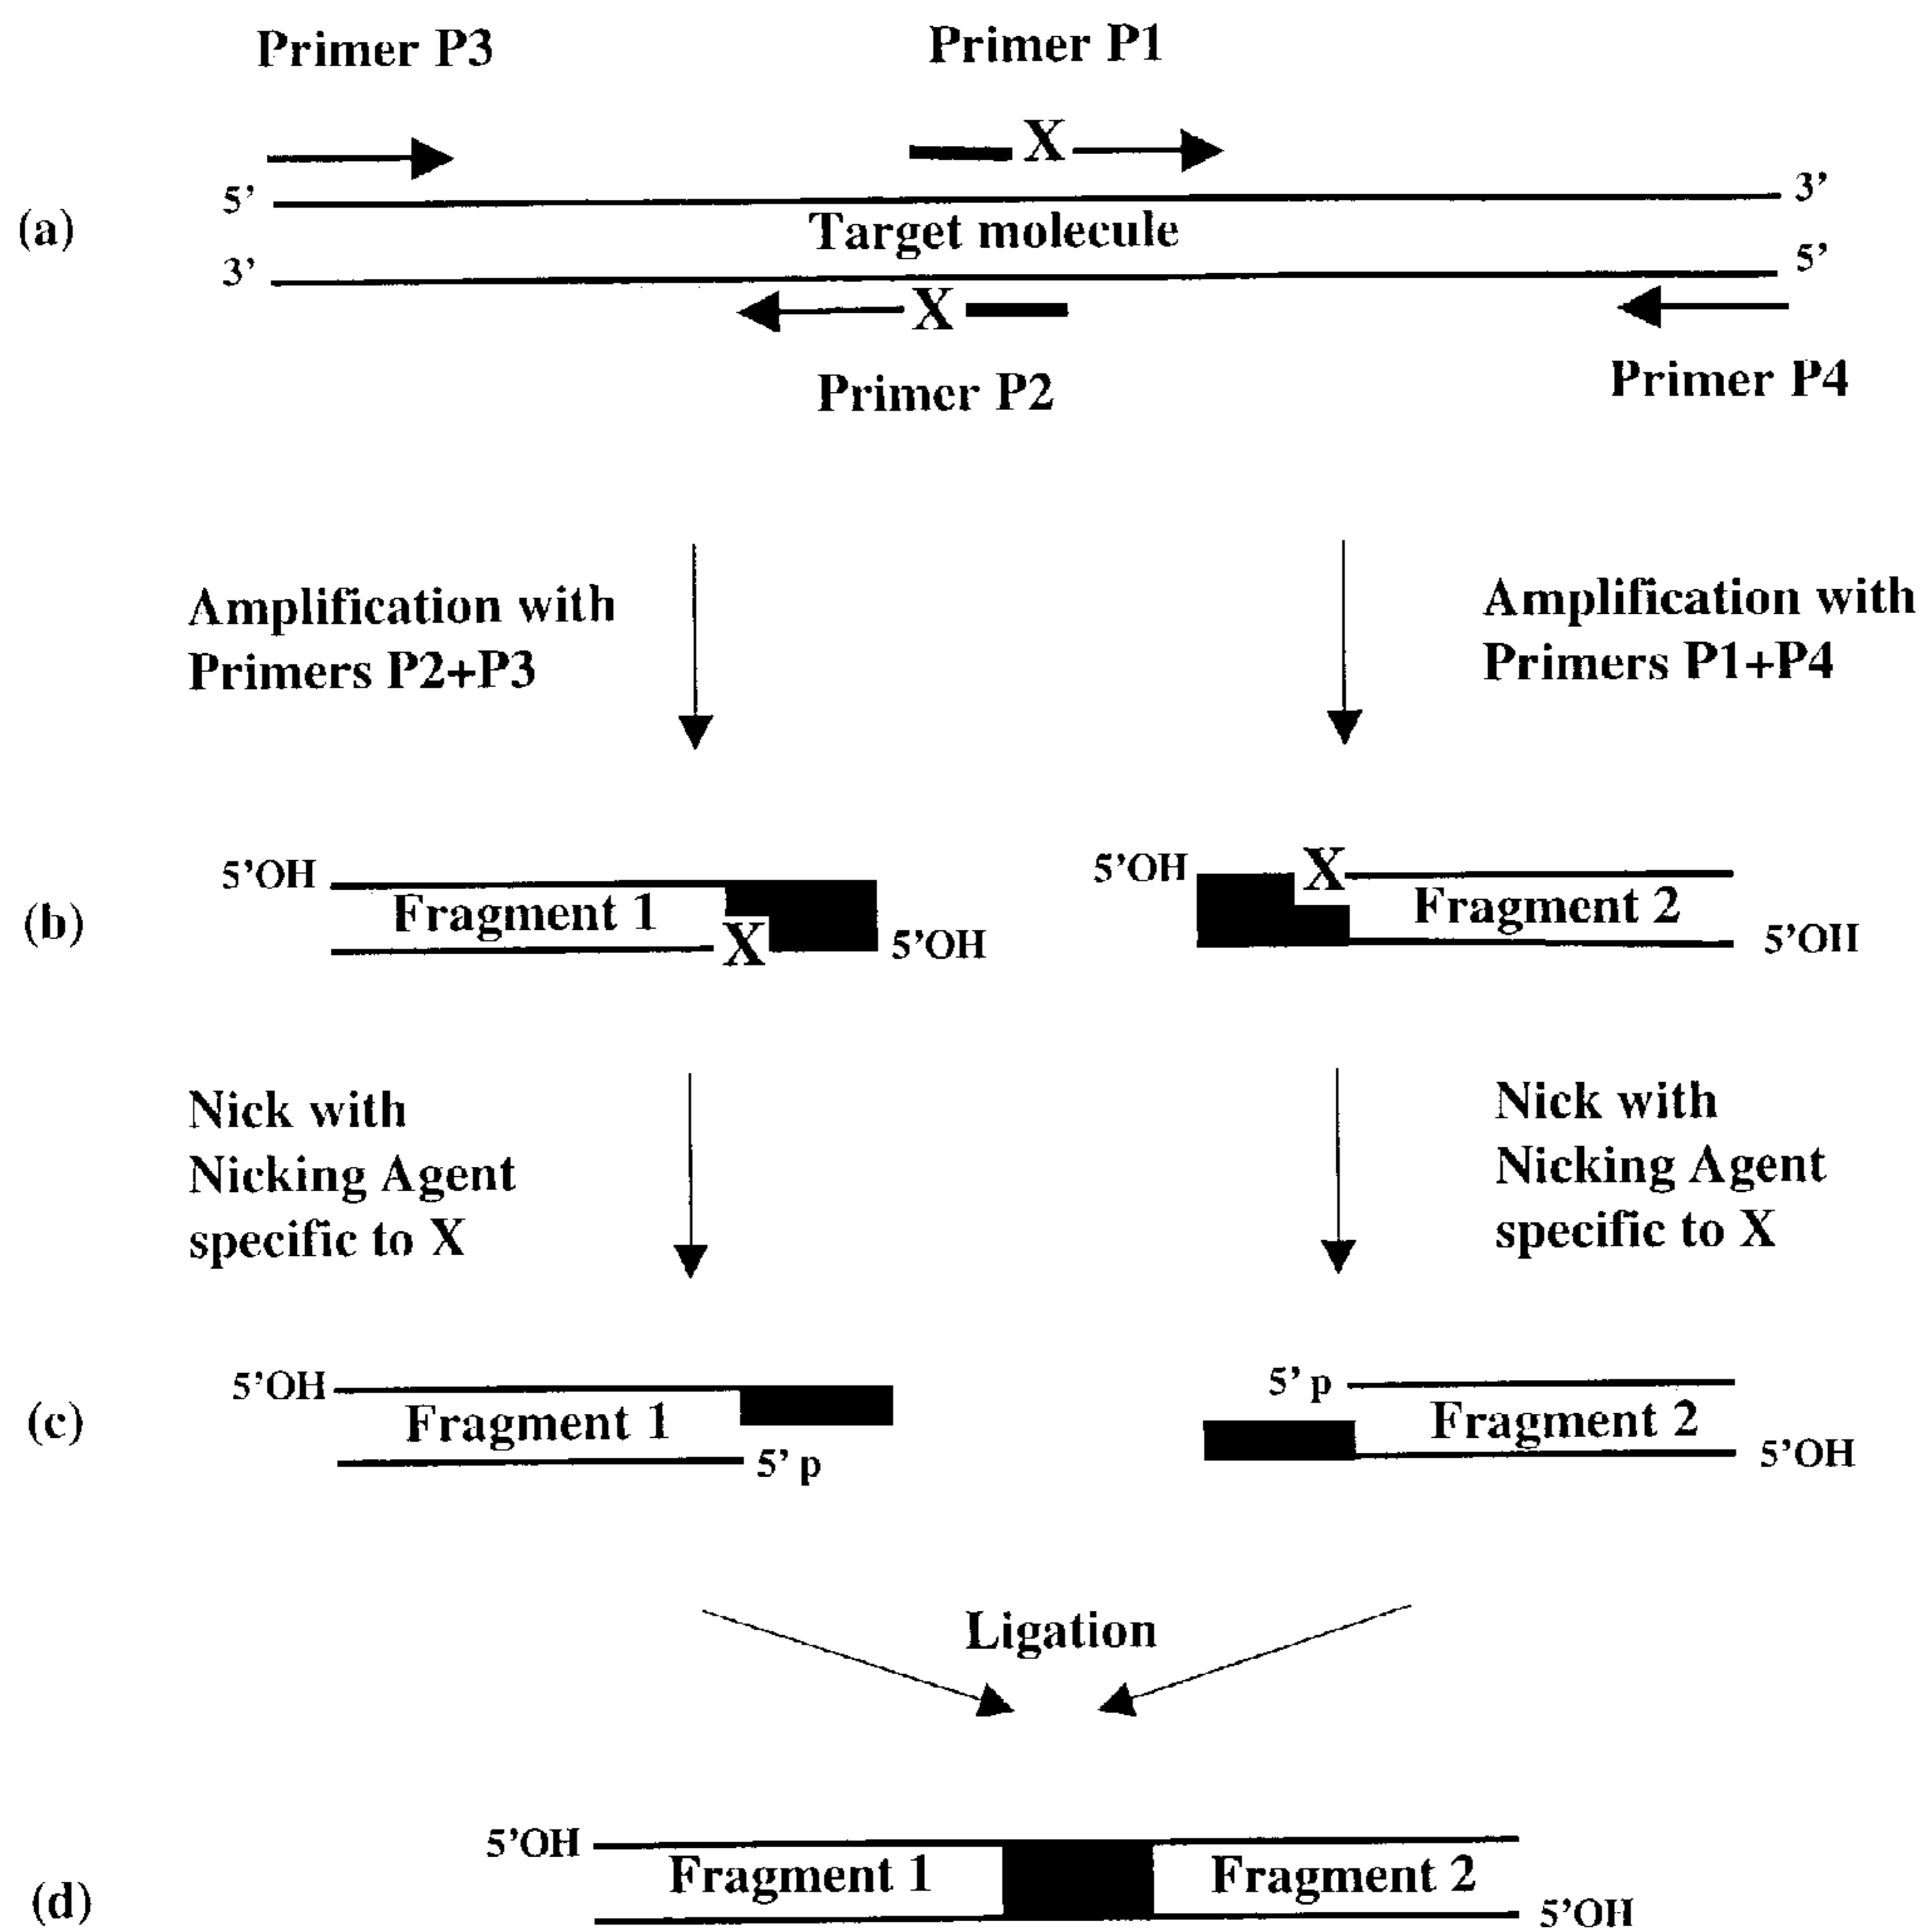 Primer P3
Primer P1
X
5’
3’
(a)
Target molecule
3’
5’
X
Primer P2
Primer P4
Amplification with
Primers P2+P3
Amplification with
Primers P1+P4
5’OH
5’OH
X
(b)
Fragment 1
Fragment 2
X
5’OH
5’OH
Nick with
Nicking Agent
specific to X
Nick with
Nicking Agent
specific to X
5’OH
5’ p
(c)
Fragment 1
Fragment 2
5’ p
5’OH
Ligation
5’OH
Fragment 1
Fragment 2
(d)
5’OH